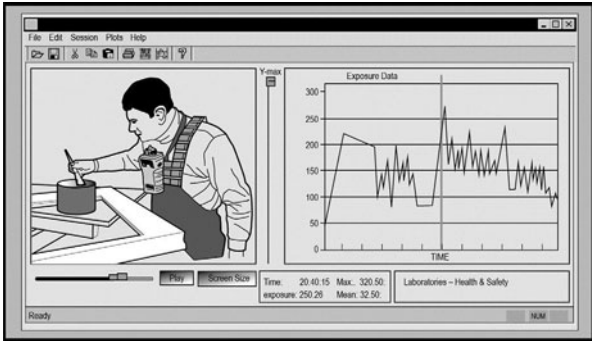 File Edit Session Plots Help
Y-max
Exposure Data
300
250
200
150
100
50
0
TIME
Play
Screen Size
Time: 20:40:15 Max.. 320.50:
exposure: 250.26 Mean: 32.50:
Laboratories – Health & Safety
Ready
NUM